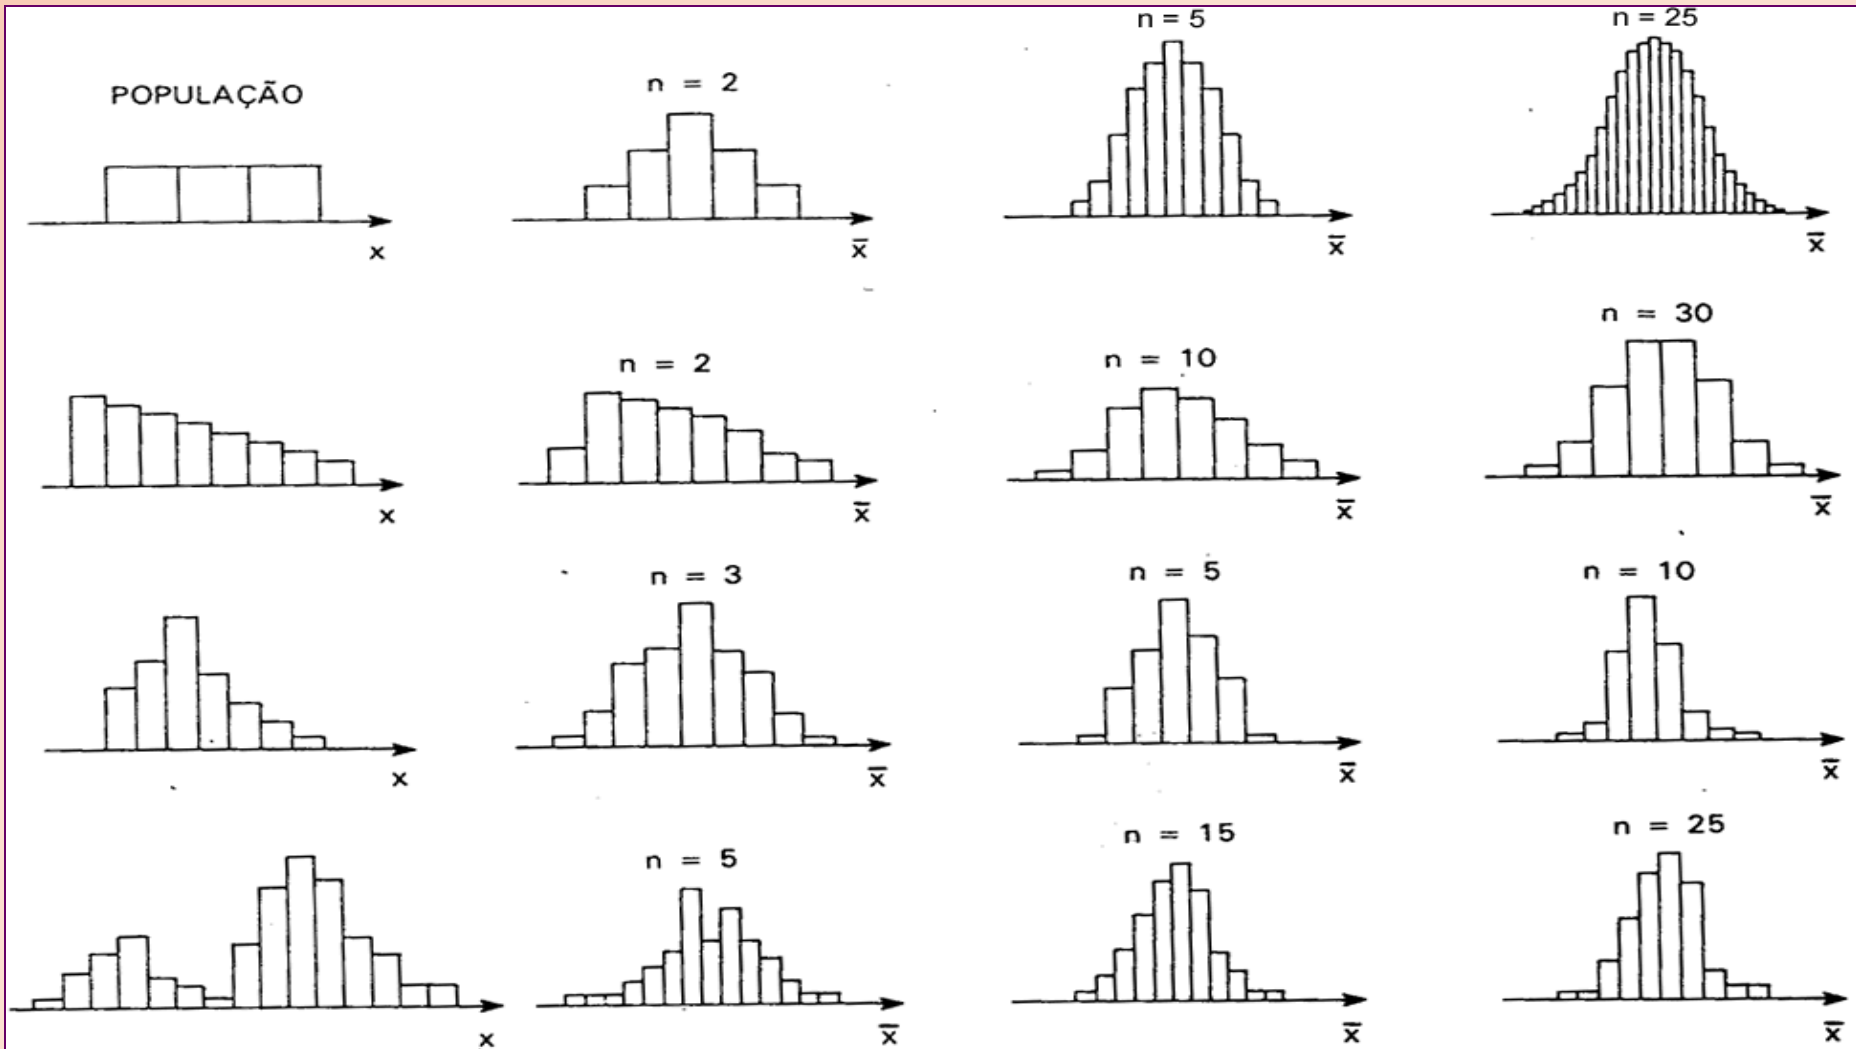 POPULAÇÃO
n = 2
n = 5
n = 25
x
x̄
x̄
x̄
n = 2
n = 10
n = 30
x
x̄
x̄
x̄
n = 3
n = 5
n = 10
x
x̄
x̄
x̄
n = 5
n = 15
n = 25
x
x̄
x̄
x̄